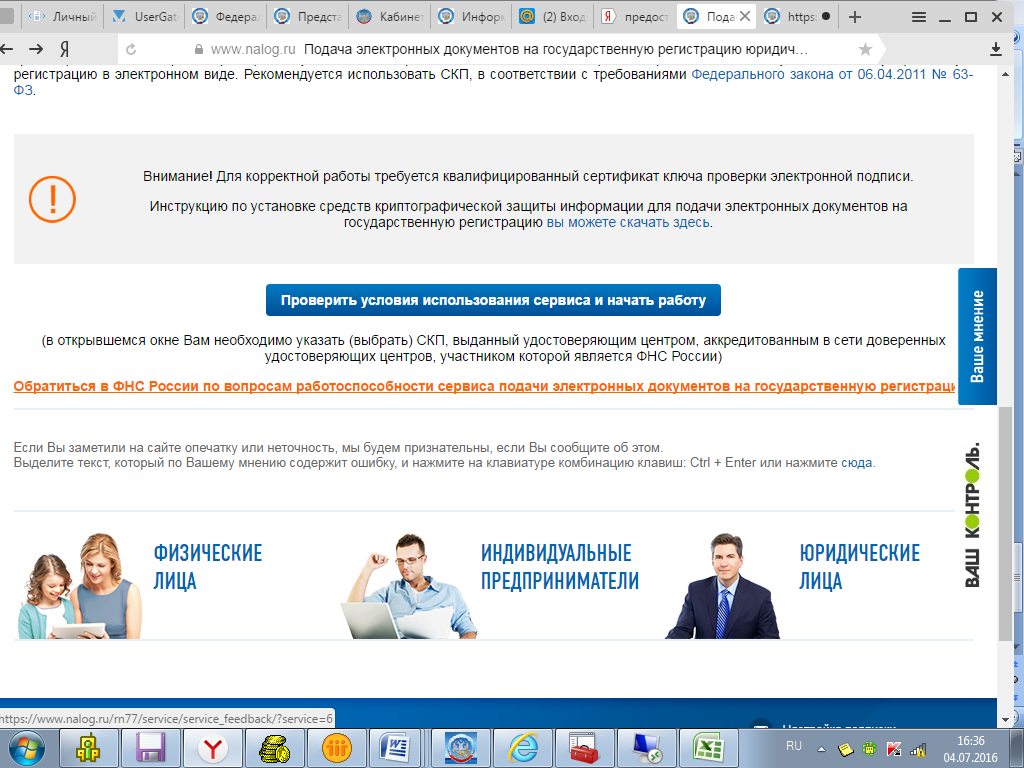 Личный
UserGat
Федера
Предста
Кабинет
Информ
(2) Вход
предост
Пода
https:
www.nalog.ru Подача электронных документов на государственную регистрацию юридич...
регистрацию в электронном виде. Рекомендуется использовать СКП, в соответствии с требованиями Федерального закона от 06.04.2011 № 63-
ФЗ.
Внимание! Для корректной работы требуется квалифицированный сертификат ключа проверки электронной подписи.
Инструкцию по установке средств криптографической защиты информации для подачи электронных документов на
государственную регистрацию вы можете скачать здесь.
Проверить условия использования сервиса и начать работу
(в открывшемся окне Вам необходимо указать (выбрать) СКП, выданный удостоверяющим центром, аккредитованным в сети доверенных
удостоверяющих центров, участником которой является ФНС России)
Обратиться в ФНС России по вопросам работоспособности сервиса подачи электронных документов на государственную регистраци
Ваше мнение
Если Вы заметили на сайте опечатку или неточность, мы будем признательны, если Вы сообщите об этом.
Выделите текст, который по Вашему мнению содержит ошибку, и нажмите на клавиатуре комбинацию клавиш: Ctrl + Enter или нажмите сюда.
ВАШ КОНТРОЛЬ.
ФИЗИЧЕСКИЕ
ЛИЦА
ИНДИВИДУАЛЬНЫЕ
ПРЕДПРИНИМАТЕЛИ
ЮРИДИЧЕСКИЕ
ЛИЦА
https://www.nalog.ru/rn77/service/service_feedback/?service=6
RU
16:36
04.07.2016